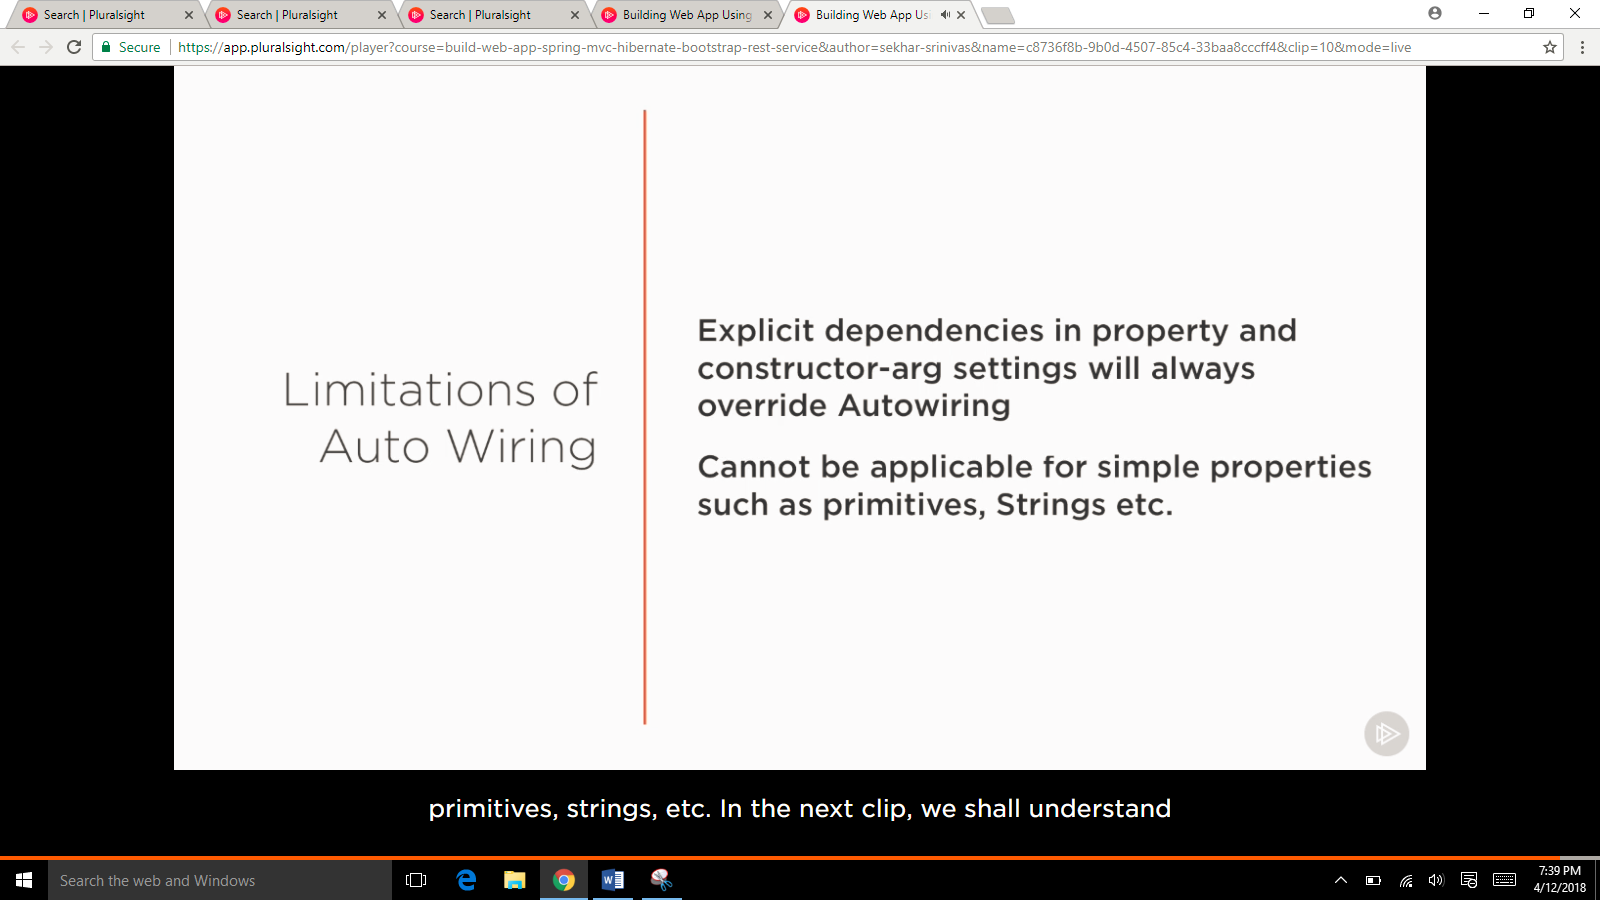 Search | Pluralsight
Search | Pluralsight
Search | Pluralsight
Building Web App Using
Building Web App Us
Secure
https://app.pluralsight.com/player?course=build-web-app-spring-mvc-hibernate-bootstrap-rest-service&author=sekhar-srinivas&name=c8736f8b-9b0d-4507-85c4-33baa8cccff4&clip=10&mode=live
Limitations of
Auto Wiring
Explicit dependencies in property and
constructor-arg settings will always
override Autowiring
Cannot be applicable for simple properties
such as primitives, Strings etc.
primitives, strings, etc. In the next clip, we shall understand
Search the web and Windows
7:39 PM
4/12/2018